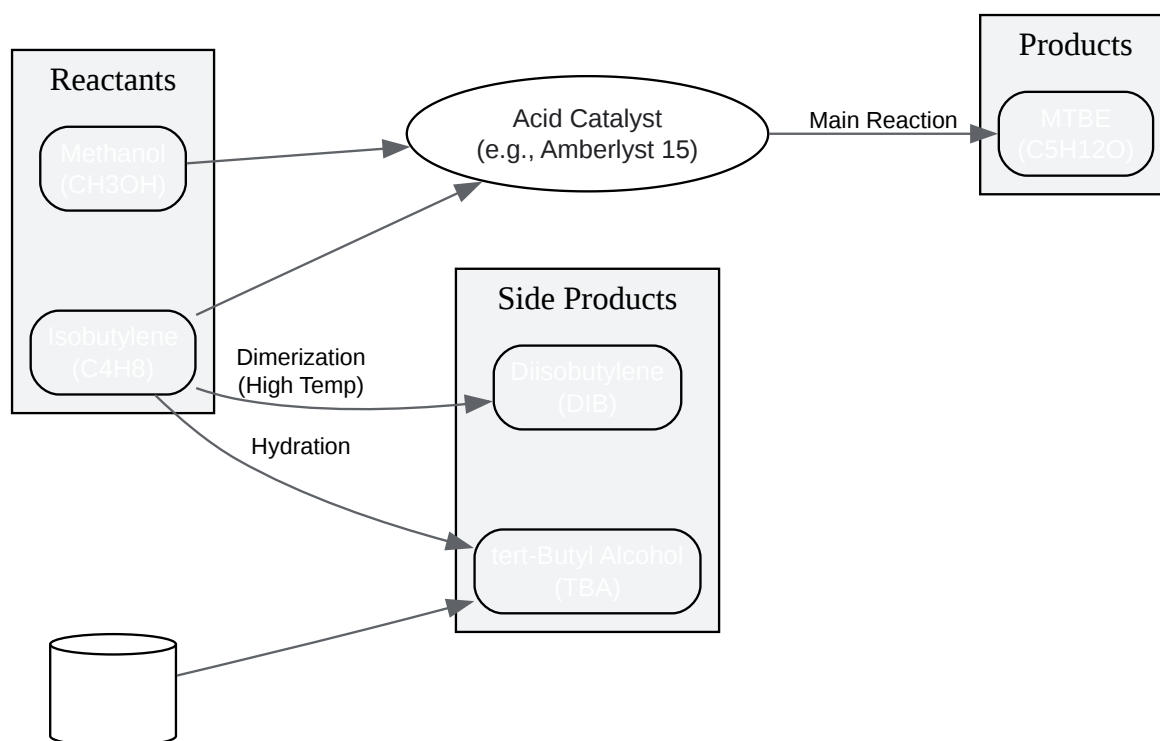 Reactants
Methanol
(CH3OH)
Isobutylene
(C4H8)
Acid Catalyst
(e.g., Amberlyst 15)
Main Reaction
Products
MTBE
(C5H12O)
Side Products
Dimerization
(High Temp)
Diisobutylene
(DIB)
Hydration
tert-Butyl Alcohol
(TBA)